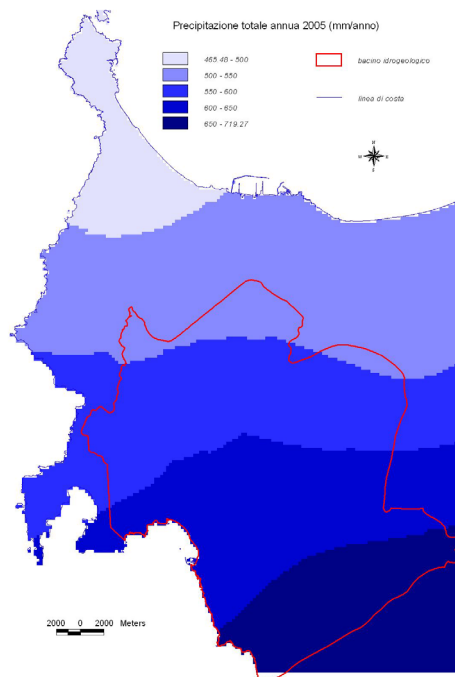 Precipitazione totale annua 2005 (mm/anno)
465.48 - 500
500 - 550
550 - 600
600 - 650
650 - 719.27
bacino idrogeologico
linea di costa
N
W E
S
2000 0 2000 Meters